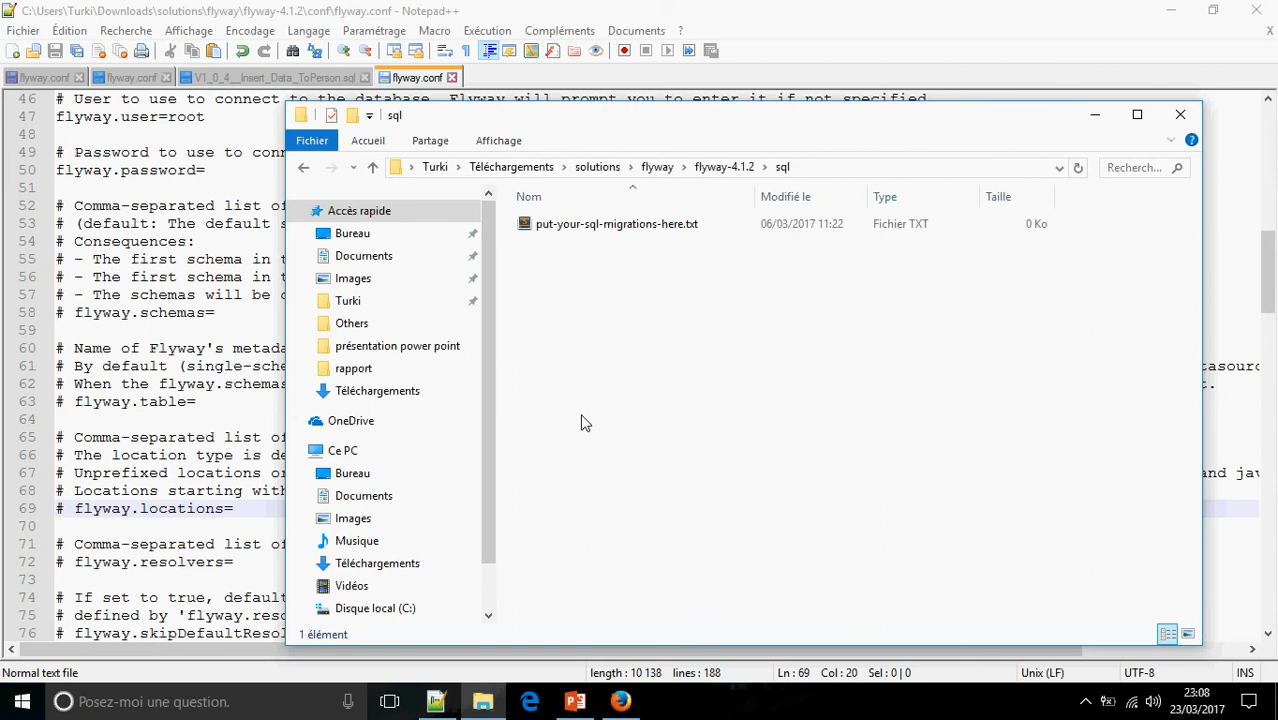 C:\Users\Turki\Downloads\solutions\flyway\flyway-4.1.2\conf\flyway.conf - Notepad++
Fichier Édition Recherche Affichage Encodage Langage Paramétrage Macro Exécution Compléments Documents ? X
flyway.conf flyway.conf V1_0_4__Insert_Data_ToPerson.sql flyway.conf
46 # User to use to connect to the database. Flyway will prompt you to enter it if not specified
47 flyway.user=root
48
49 # Password to use to conn
50 flyway.password=
51
52 # Comma-separated list of
53 # (default: The default s
54 # Consequences:
55 # - The first schema in t
56 # - The first schema in t
57 # - The schemas will be c
58 # flyway.schemas=
59
60 # Name of Flyway's metada
61 # By default (single-sche atasourc
62 # When the flyway.schemas t.
63 # flyway.table=
64
65 # Comma-separated list of
66 # The location type is de
67 # Unprefixed locations or and jav
68 # Locations starting with
69 # flyway.locations=
70
71 # Comma-separated list of
72 # flyway.resolvers=
73
74 # If set to true, default
75 # defined by 'flyway.reso
76 # flyway.skipDefaultResol
sql
Fichier Accueil Partage Affichage
Turki Téléchargements solutions flyway flyway-4.1.2 sql Recherch...
Nom Modifié le Type Taille
put-your-sql-migrations-here.txt 06/03/2017 11:22 Fichier TXT 0 Ko
Accès rapide
Bureau
Documents
Images
Turki
Others
présentation power point
rapport
Téléchargements
OneDrive
Ce PC
Bureau
Documents
Images
Musique
Téléchargements
Vidéos
Disque local (C:)
1 élément
Normal text file length : 10 138 lines : 188 Ln : 69 Col : 20 Sel : 0 | 0 Unix (LF) UTF-8 INS
Posez-moi une question. 23:08
23/03/2017